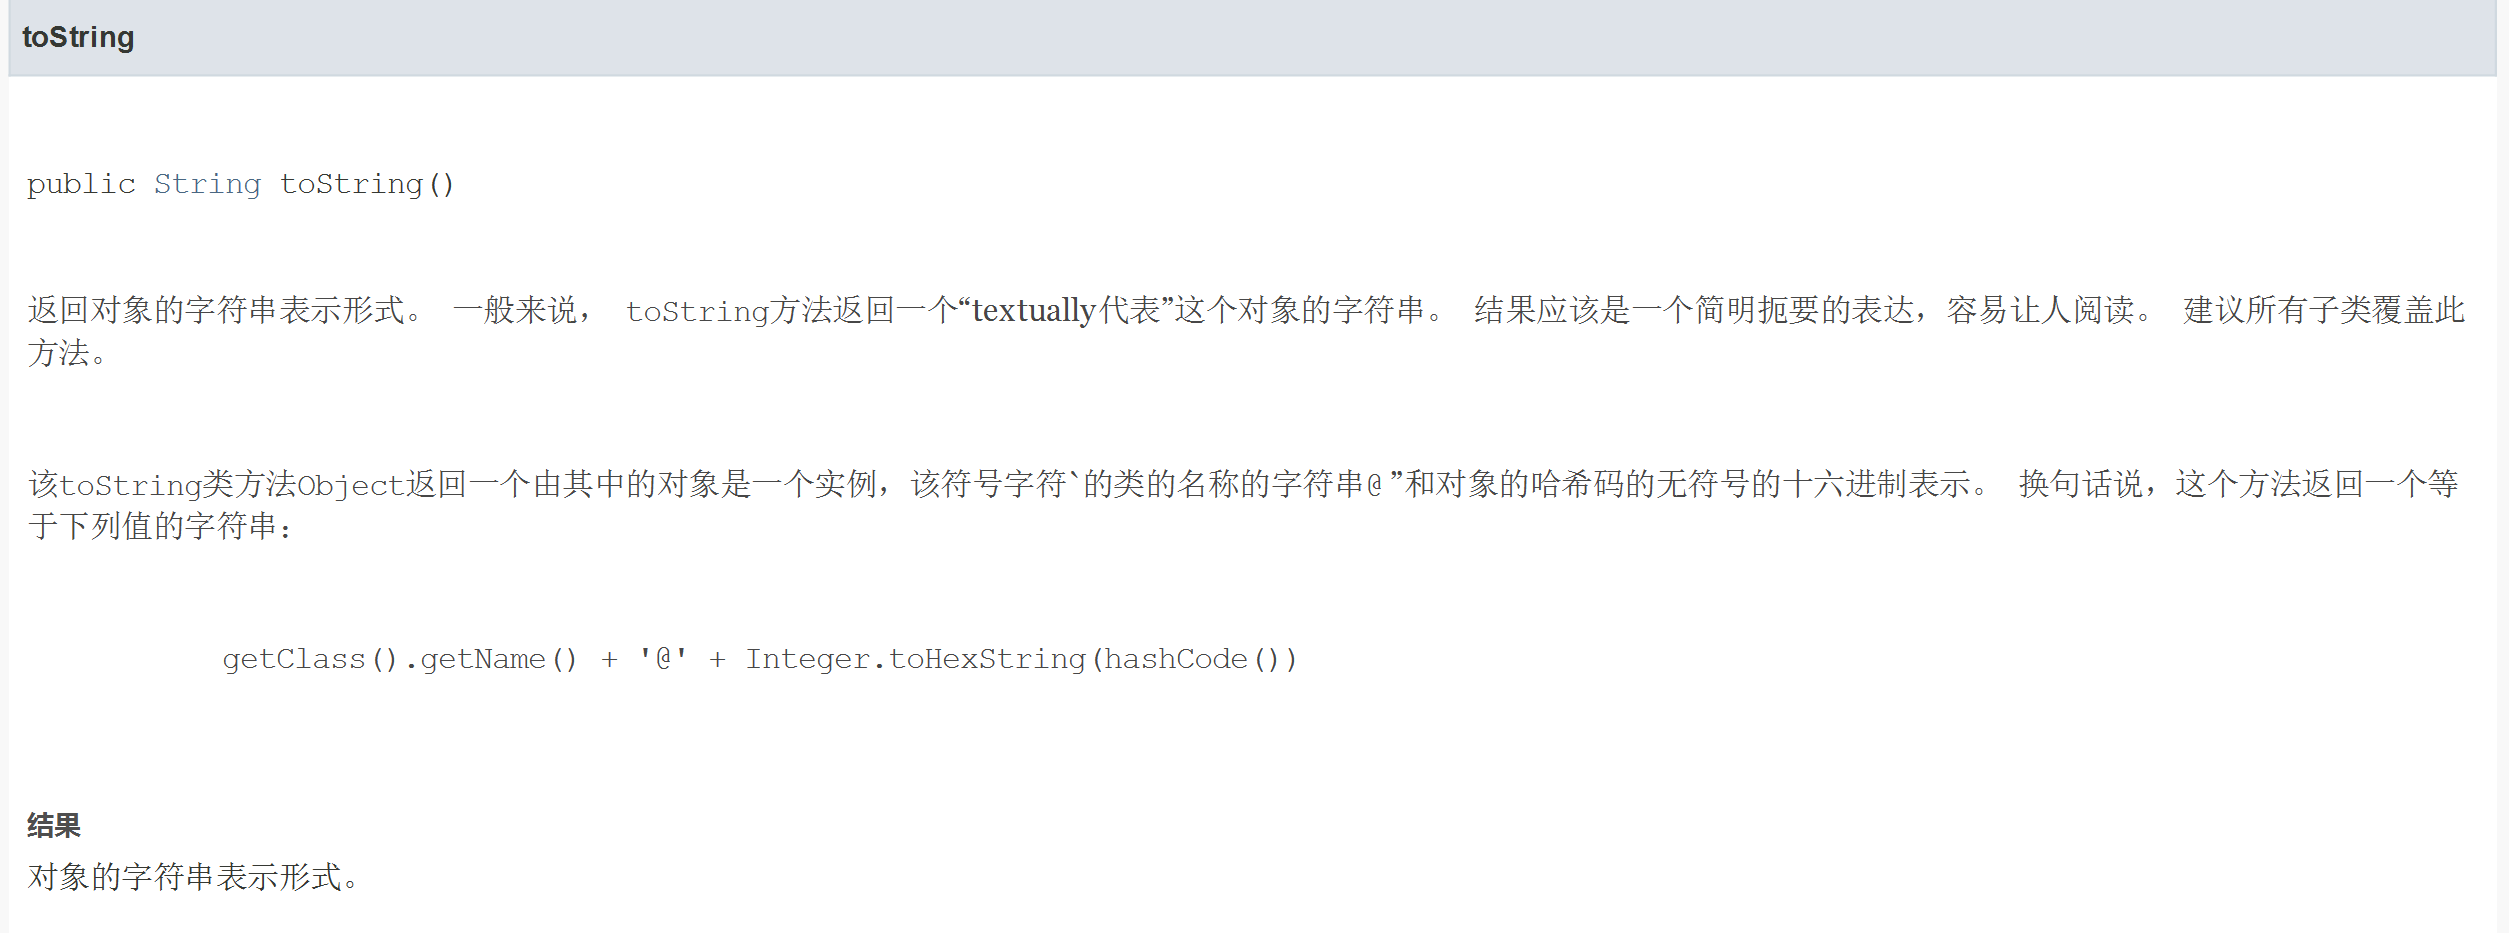 toString
public String toString()
返回对象的字符串表示形式。 一般来说， toString方法返回一个“textually代表”这个对象的字符串。 结果应该是一个简明扼要的表达，容易让人阅读。 建议所有子类覆盖此
方法。
该toString类方法Object返回一个由其中的对象是一个实例，该符号字符`的类的名称的字符串@ ”和对象的哈希码的无符号的十六进制表示。 换句话说，这个方法返回一个等
于下列值的字符串：
getClass().getName() + '@' + Integer.toHexString(hashCode())
结果
对象的字符串表示形式。